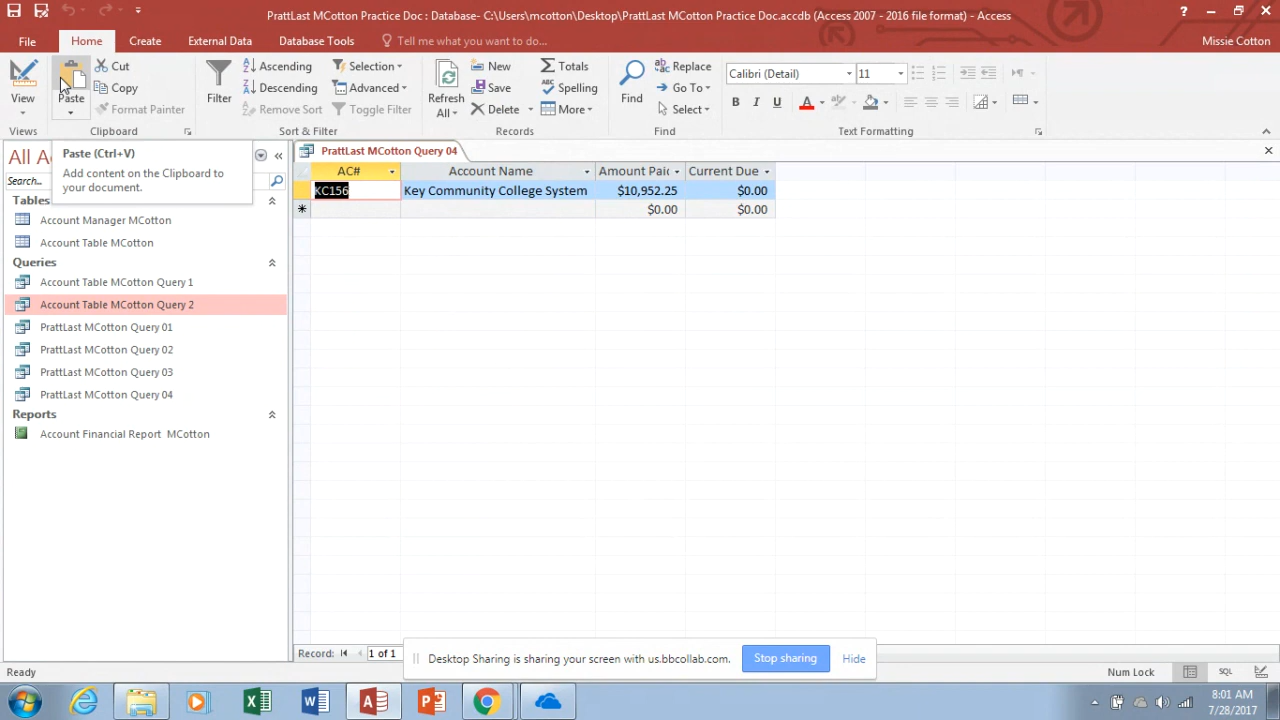 PrattLast MCotton Practice Doc : Database- C:\Users\mcotton\Desktop\PrattLast MCotton Practice Doc.accdb (Access 2007 - 2016 file format) - Access
File Home Create External Data Database Tools Tell me what you want to do... Missie Cotton
View
Paste
Cut
Copy
Format Painter
Filter
Ascending
Descending
Remove Sort
Selection
Advanced
Toggle Filter
Refresh
All
New
Save
Delete
Totals
Spelling
More
Find
Replace
Go To
Select
Calibri (Detail) 11
B I U A
Views Clipboard Sort & Filter Records Find Text Formatting
All A
Search..
Paste (Ctrl+V)
Add content on the Clipboard to
your document.
Tables
Account Manager MCotton
Account Table MCotton
Queries
Account Table MCotton Query 1
Account Table MCotton Query 2
PrattLast MCotton Query 01
PrattLast MCotton Query 02
PrattLast MCotton Query 03
PrattLast MCotton Query 04
Reports
Account Financial Report MCotton
PrattLast MCotton Query 04
AC# Account Name Amount Paid Current Due
KC156 Key Community College System $10,952.25 $0.00
$0.00 $0.00
Record: 1 of 1
Desktop Sharing is sharing your screen with us.bbcollab.com. Stop sharing Hide
Ready Num Lock SQL
8:01 AM
7/28/2017